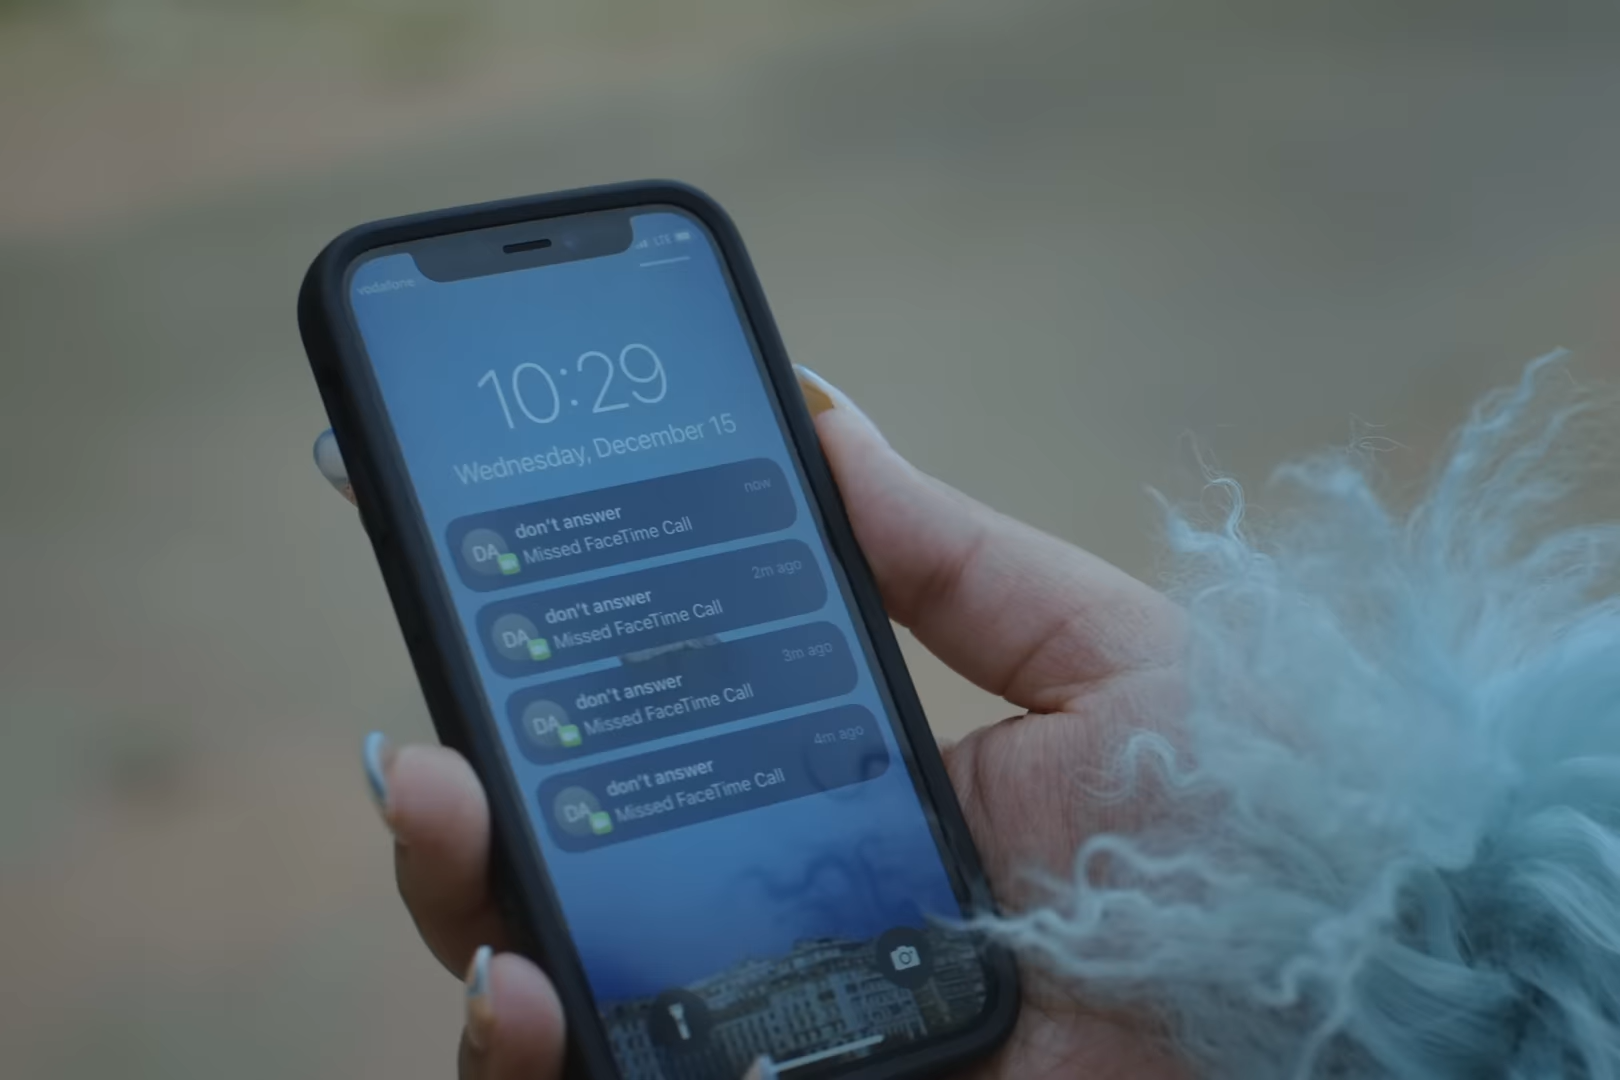 vodafone
LTE
10:29
Wednesday, December 15
now
DA
don't answer
Missed FaceTime Call
2m ago
DA
don't answer
Missed FaceTime Call
3m ago
DA
don't answer
Missed FaceTime Call
4m ago
DA
don't answer
Missed FaceTime Call